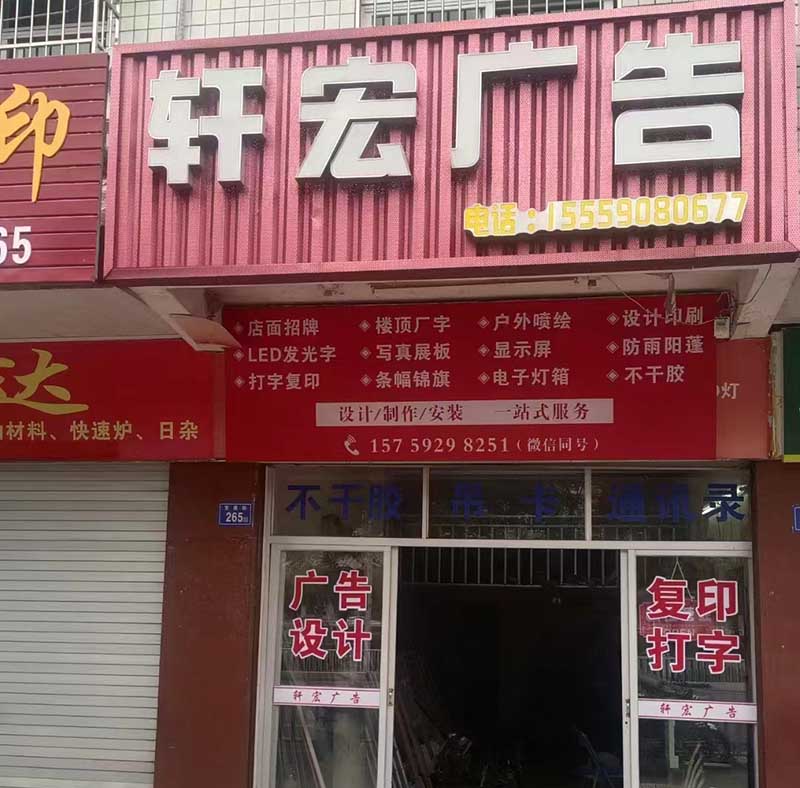 轩宏广告
电话：15559080677
印
65
店面招牌 楼顶厂字 户外喷绘 设计印刷
LED发光字 写真展板 显示屏 防雨阳蓬
打字复印 条幅锦旗 电子灯箱 不干胶
设计/制作/安装 一站式服务
157 5929 8251（微信同号）
达
材料、快速炉、日杂
灯
265
不干胶 吊卡 通讯录
广告
设计
轩宏广告
复印
打字
轩宏广告